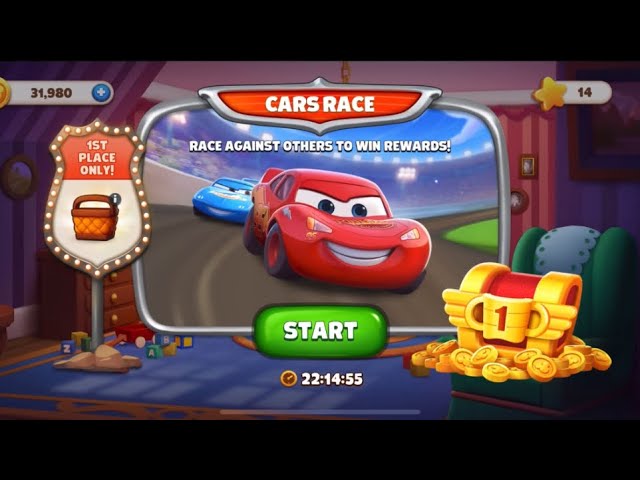 31,980
14
CARS RACE
RACE AGAINST OTHERS TO WIN REWARDS!
1ST
PLACE
ONLY!
i
1
START
22:14:55